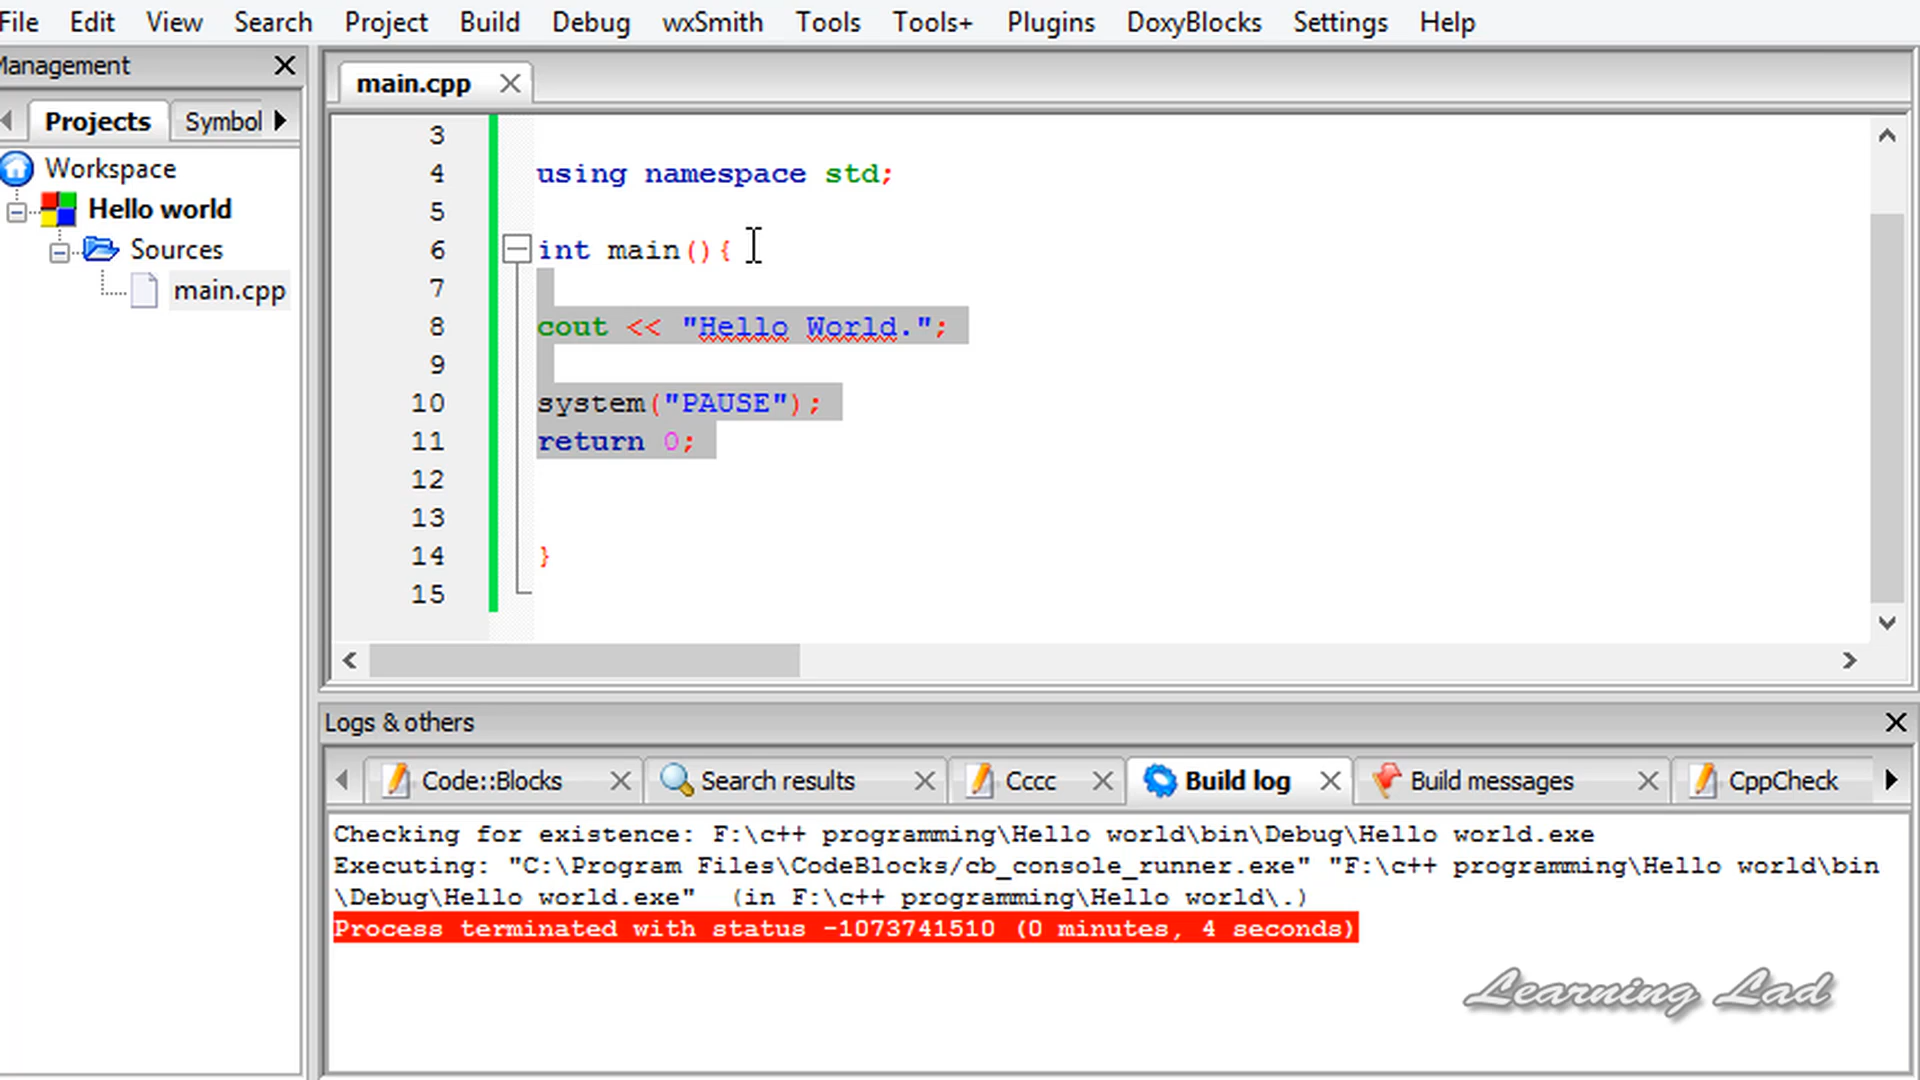 File Edit View Search Project Build Debug wxSmith Tools Tools+ Plugins DoxyBlocks Settings Help
Management
Projects Symbol
Workspace
Hello world
Sources
main.cpp
main.cpp
3
4 using namespace std;
5
6 int main(){
7
8 cout << "Hello World.";
9
10 system("PAUSE");
11 return 0;
12
13
14 }
15
Logs & others
Code::Blocks Search results Cccc Build log Build messages CppCheck
Checking for existence: F:\c++ programming\Hello world\bin\Debug\Hello world.exe
Executing: "C:\Program Files\CodeBlocks/cb_console_runner.exe" "F:\c++ programming\Hello world\bin
\Debug\Hello world.exe"  (in F:\c++ programming\Hello world\.)
Process terminated with status -1073741510 (0 minutes, 4 seconds)
Learning Lad